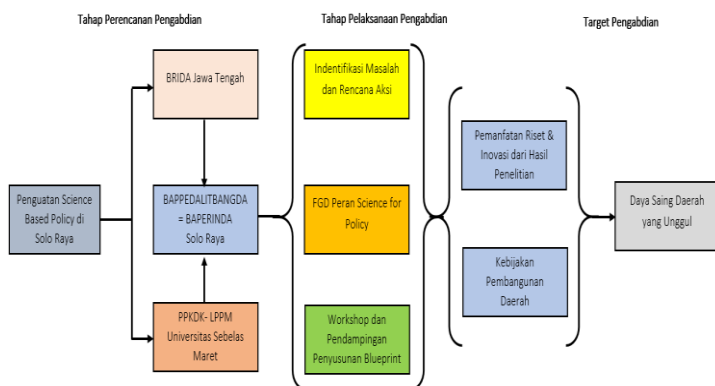 Tahap Perencanan Pengabdian
Tahap Pelaksanaan Pengabdian
Target Pengabdian
BRIDA Jawa Tengah
Indentifikasi Masalah
dan Rencana Aksi
Pemanfatan Riset &
Inovasi dari Hasil
Penelitian
Penguatan Science
Based Policy di
Solo Raya
BAPPEDALITBANGDA
= BAPERINDA
Solo Raya
FGD Peran Science for
Policy
Daya Saing Daerah
yang Unggul
Kebijakan
Pembangunan
Daerah
PPKDK- LPPM
Universitas Sebelas
Maret
Workshop dan
Pendampingan
Penyusunan Blueprint